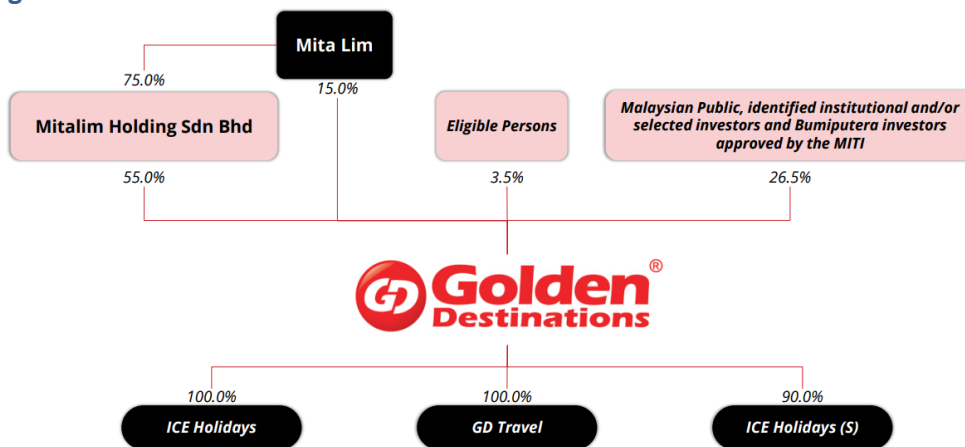 Mita Lim
75.0%
15.0%
Mitalim Holding Sdn Bhd
Eligible Persons
Malaysian Public, identified institutional and/or
selected investors and Bumiputera investors
approved by the MITI
55.0%
3.5%
26.5%
GD Golden®
Destinations
100.0%
100.0%
90.0%
ICE Holidays
GD Travel
ICE Holidays (S)